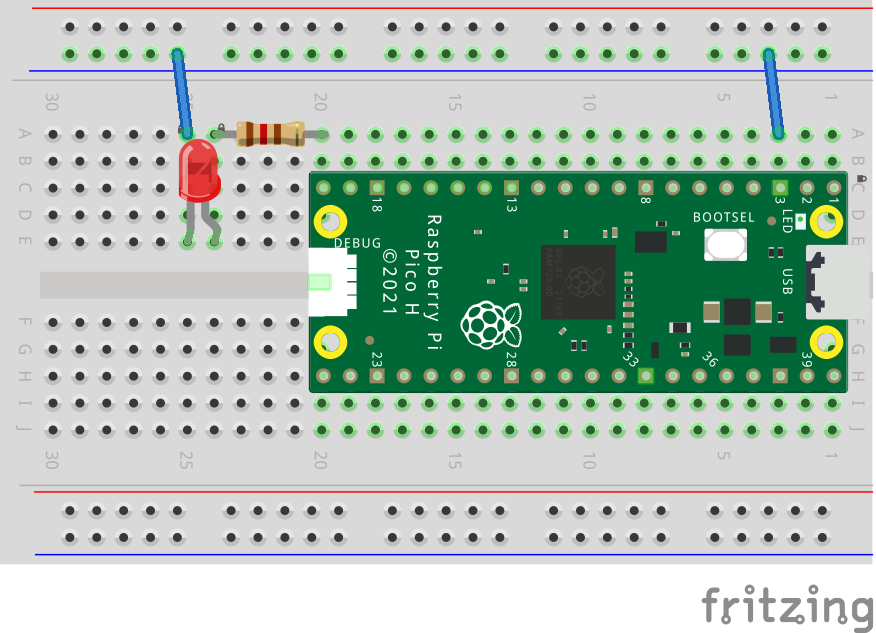 30 25 20 15 10 5 1
A A
B B
C C
D D
E E
18 13 8 3 2 1
DEBUG
BOOTSEL
LED
USB
Raspberry Pi
Pico H
©2021
23 28 33 36 39
F F
G G
H H
I I
J J
30 25 20 15 10 5 1
fritzing